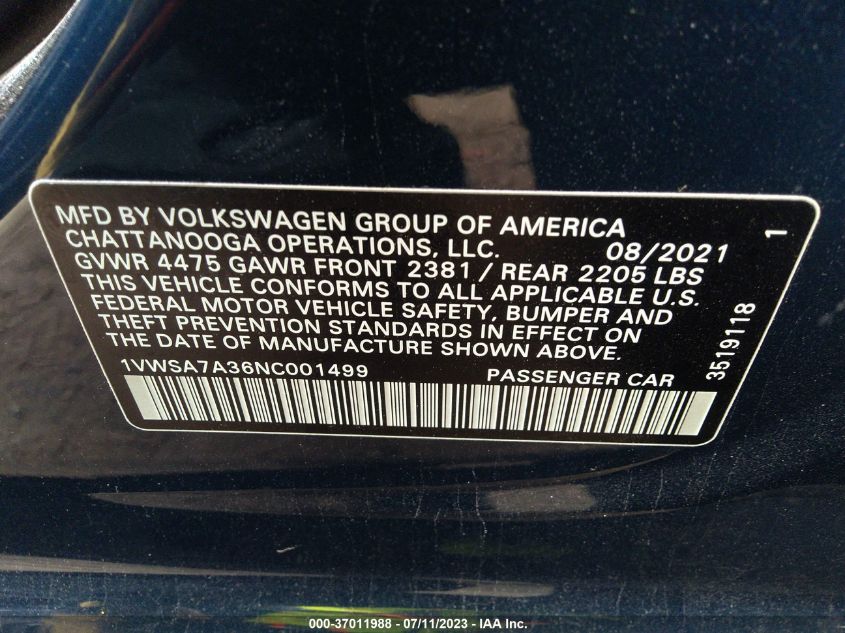 MFD BY VOLKSWAGEN GROUP OF AMERICA
CHATTANOOGA OPERATIONS, LLC. 08/2021
GVWR 4475 GAWR FRONT 2381 / REAR 2205 LBS
THIS VEHICLE CONFORMS TO ALL APPLICABLE U.S.
FEDERAL MOTOR VEHICLE SAFETY, BUMPER AND
THEFT PREVENTION STANDARDS IN EFFECT ON
THE DATE OF MANUFACTURE SHOWN ABOVE.
1VWSA7A36NC001499 PASSENGER CAR
3519118 1
000-37011988 - 07/11/2023 - IAA Inc.